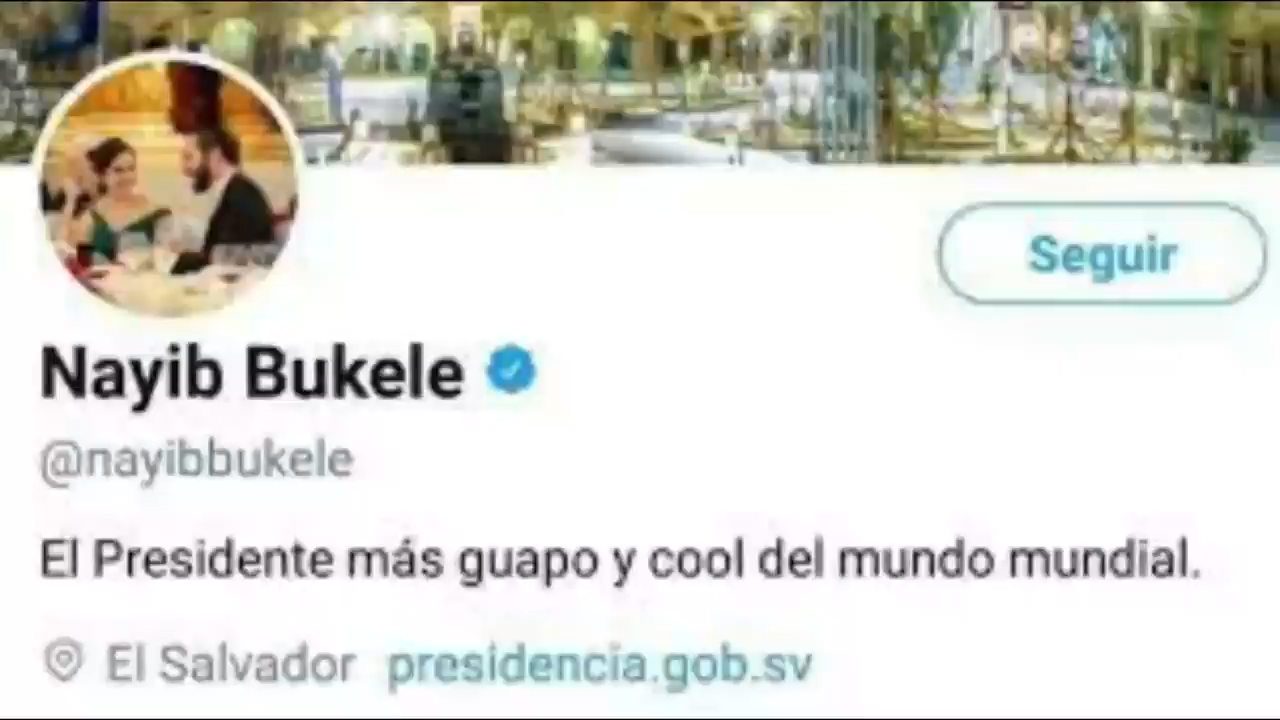 Seguir
Nayib Bukele
@nayibbukele
El Presidente más guapo y cool del mundo mundial.
El Salvador presidencia.gob.sv